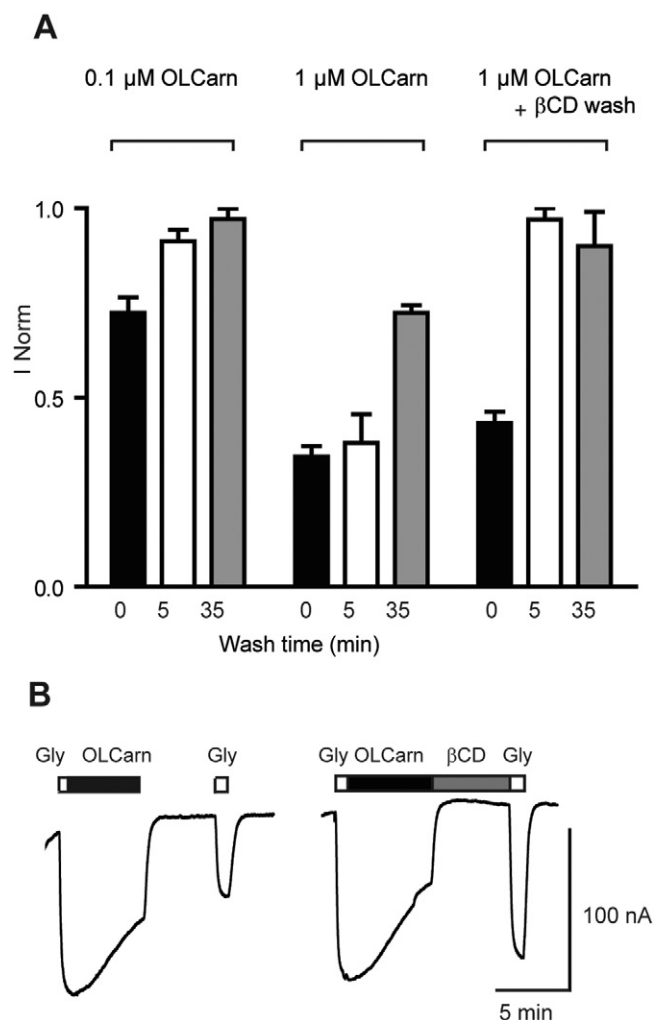 A
0.1 µM OLCarn 1 µM OLCarn 1 µM OLCarn
+ βCD wash
1.0
0.5
0.0
I Norm
0 5 35 0 5 35 0 5 35
Wash time (min)
B
Gly OLCarn Gly Gly OLCarn βCD Gly
100 nA
5 min